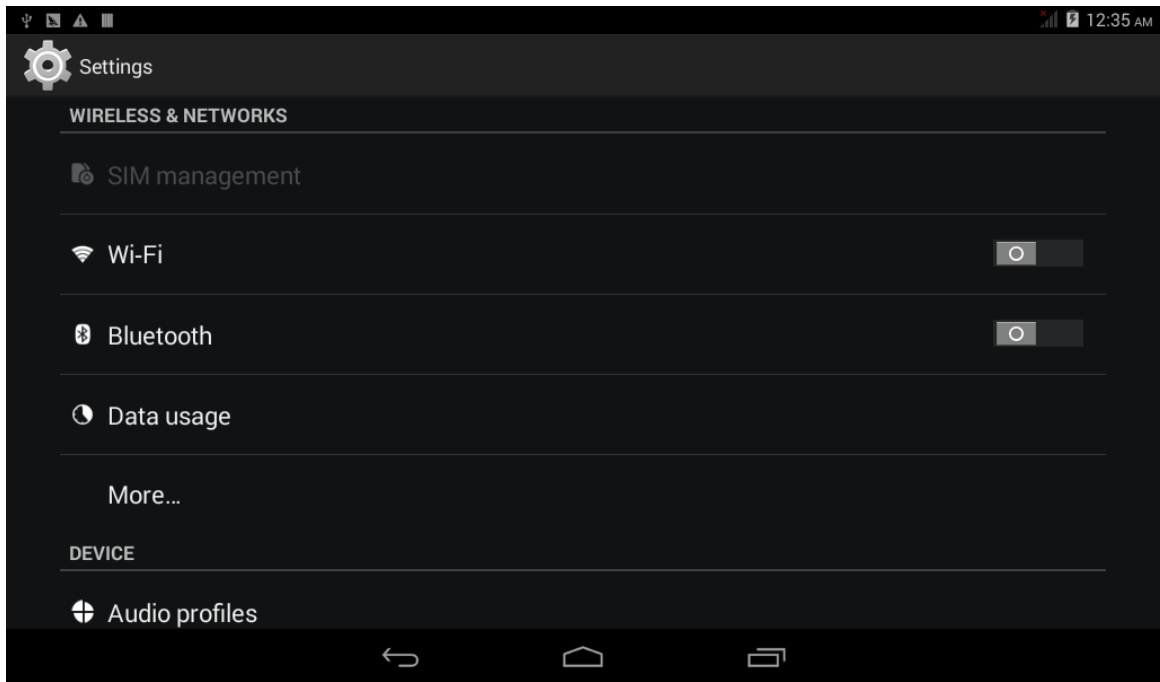 12:35 AM
Settings
WIRELESS & NETWORKS
SIM management
Wi-Fi
Bluetooth
Data usage
More...
DEVICE
Audio profiles